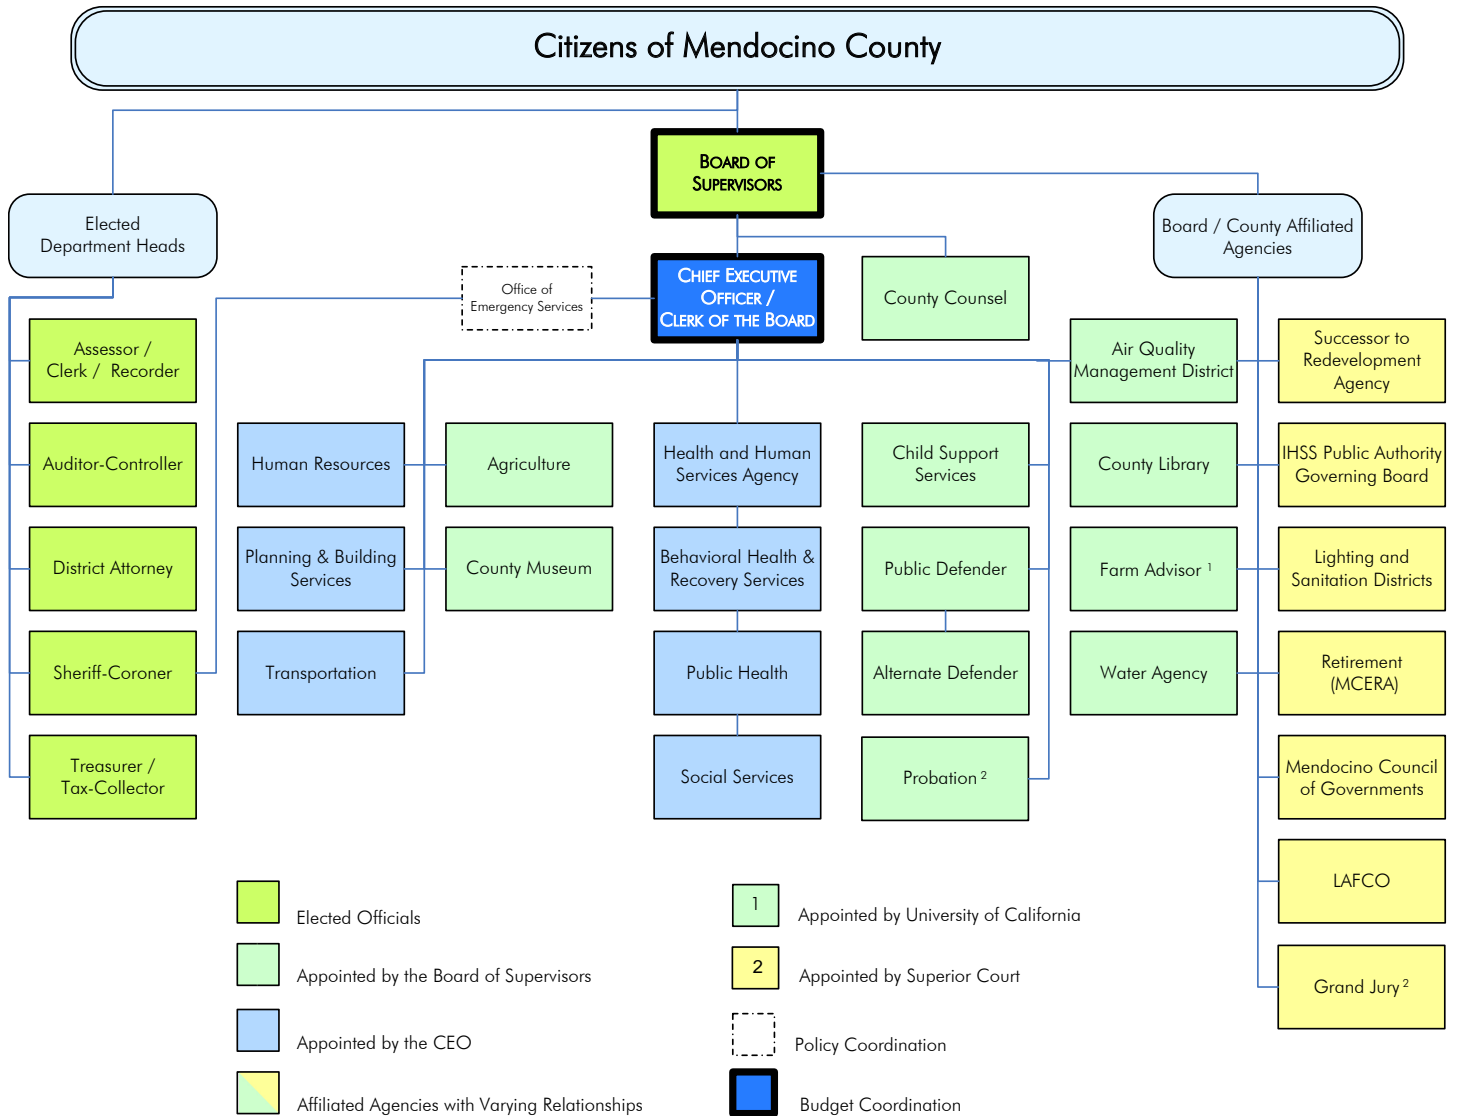 Citizens of Mendocino County
BOARD OF
SUPERVISORS
Elected
Department Heads
Board / County Affiliated
Agencies
Office of
Emergency Services
CHIEF EXECUTIVE
OFFICER /
CLERK OF THE BOARD
County Counsel
Assessor /
Clerk / Recorder
Air Quality
Management District
Successor to
Redevelopment
Agency
Auditor-Controller
Human Resources
Agriculture
Health and Human
Services Agency
Child Support
Services
County Library
IHSS Public Authority
Governing Board
District Attorney
Planning & Building
Services
County Museum
Behavioral Health &
Recovery Services
Public Defender
Farm Advisor 1
Lighting and
Sanitation Districts
Sheriff-Coroner
Transportation
Public Health
Alternate Defender
Water Agency
Retirement
(MCERA)
Treasurer /
Tax-Collector
Social Services
Probation 2
Mendocino Council
of Governments
LAFCO
Grand Jury 2
Elected Officials
Appointed by the Board of Supervisors
Appointed by the CEO
Affiliated Agencies with Varying Relationships
1 Appointed by University of California
2 Appointed by Superior Court
Policy Coordination
Budget Coordination